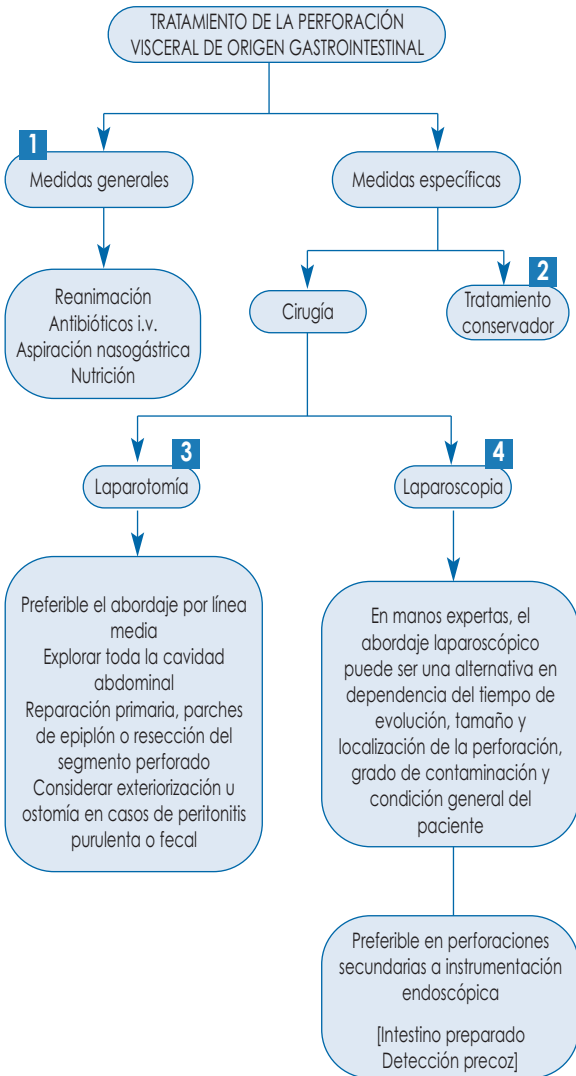 TRATAMIENTO DE LA PERFORACIÓN
VISCERAL DE ORIGEN GASTROINTESTINAL
1
Medidas generales
Medidas específicas
Reanimación
Antibióticos i.v.
Aspiración nasogástrica
Nutrición
Cirugía
2
Tratamiento
conservador
3
Laparotomía
4
Laparoscopia
Preferible el abordaje por línea
media
Explorar toda la cavidad
abdominal
Reparación primaria, parches
de epiplón o resección del
segmento perforado
Considerar exteriorización u
ostomía en casos de peritonitis
purulenta o fecal
En manos expertas, el
abordaje laparoscópico
puede ser una alternativa en
dependencia del tiempo de
evolución, tamaño y
localización de la perforación,
grado de contaminación y
condición general del
paciente
Preferible en perforaciones
secundarias a instrumentación
endoscópica
[Intestino preparado
Detección precoz]